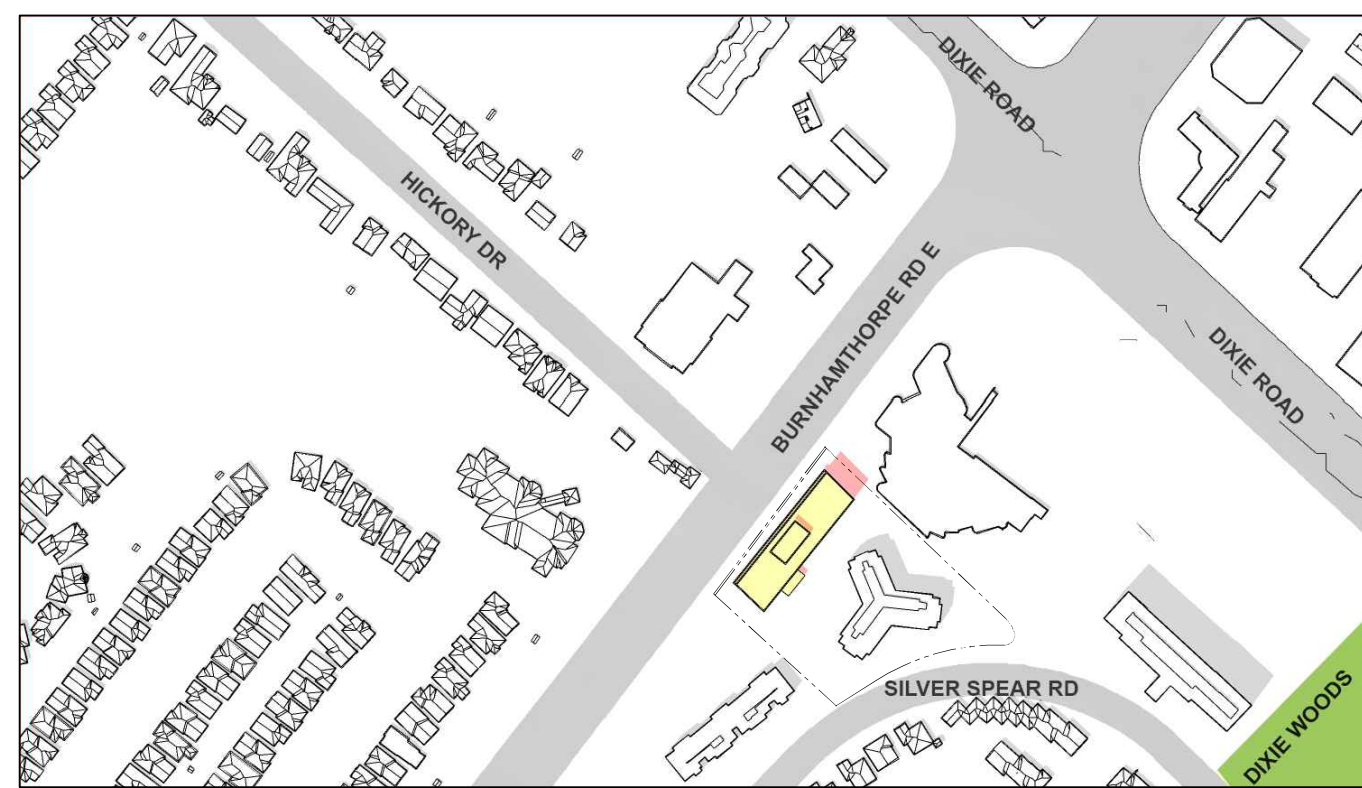 DIXIE ROAD
HICKORY DR
BURNHAMTHORPE RD E
DIXIE ROAD
SILVER SPEAR RD
DIXIE WOODS